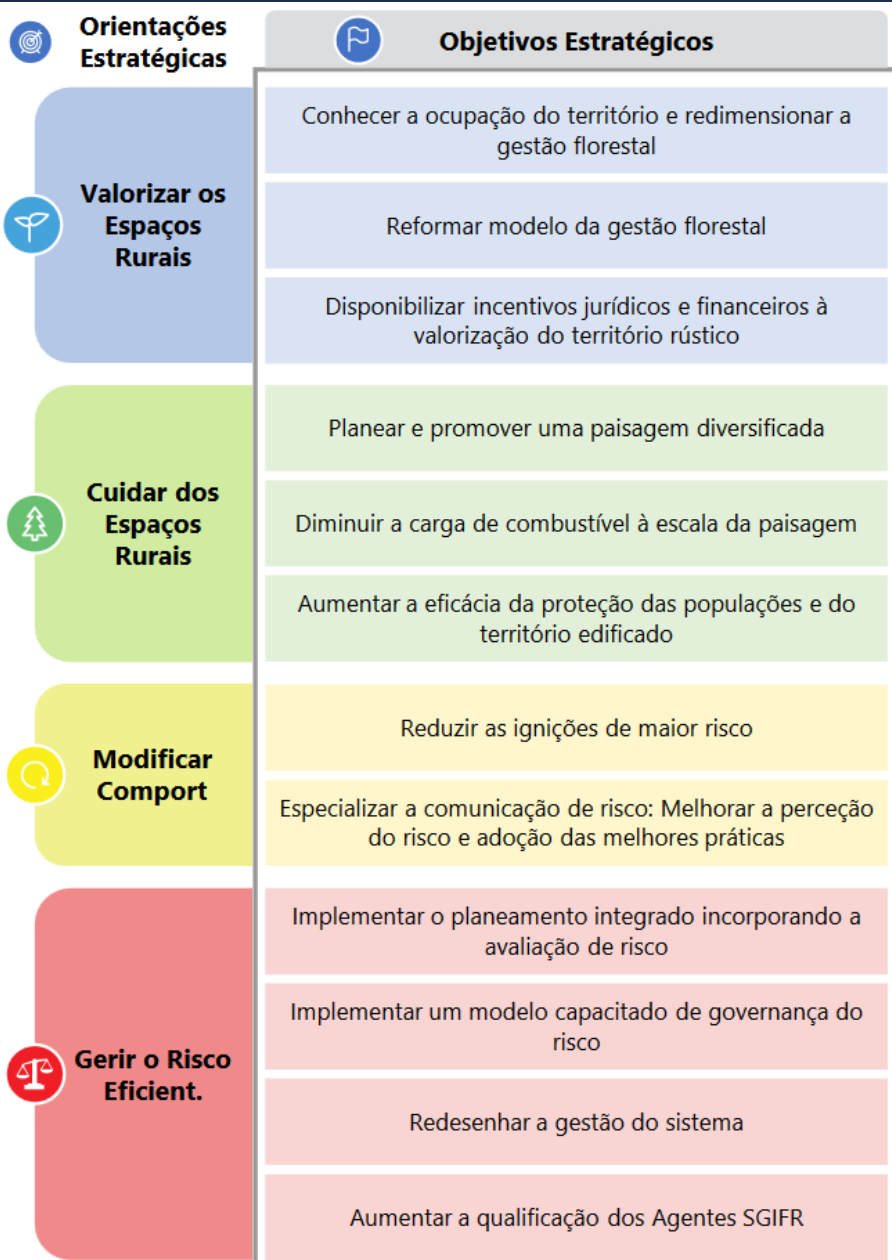 Orientações
Estratégicas
Objetivos Estratégicos
Valorizar os
Espaços
Rurais
Conhecer a ocupação do território e redimensionar a
gestão florestal
Reformar modelo da gestão florestal
Disponibilizar incentivos jurídicos e financeiros à
valorização do território rústico
Cuidar dos
Espaços
Rurais
Planear e promover uma paisagem diversificada
Diminuir a carga de combustível à escala da paisagem
Aumentar a eficácia da proteção das populações e do
território edificado
Modificar
Comport
Reduzir as ignições de maior risco
Especializar a comunicação de risco: Melhorar a perceção
do risco e adoção das melhores práticas
Gerir o Risco
Eficient.
Implementar o planeamento integrado incorporando a
avaliação de risco
Implementar um modelo capacitado de governança do
risco
Redesenhar a gestão do sistema
Aumentar a qualificação dos Agentes SGIFR